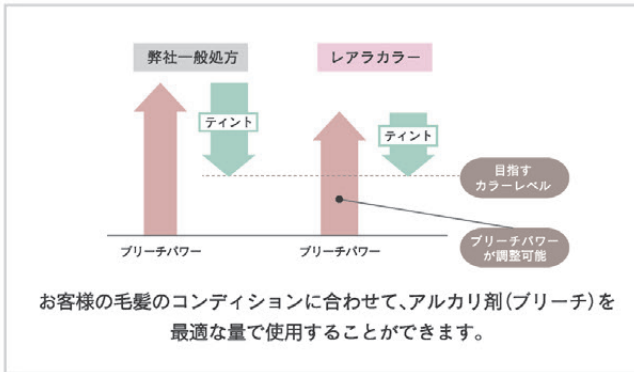 弊社一般処方
レアラカラー
ティント
ティント
目指す
カラーレベル
ブリーチパワー
が調整可能
ブリーチパワー
ブリーチパワー
お客様の毛髪のコンディションに合わせて、アルカリ剤(ブリーチ)を
最適な量で使用することができます。